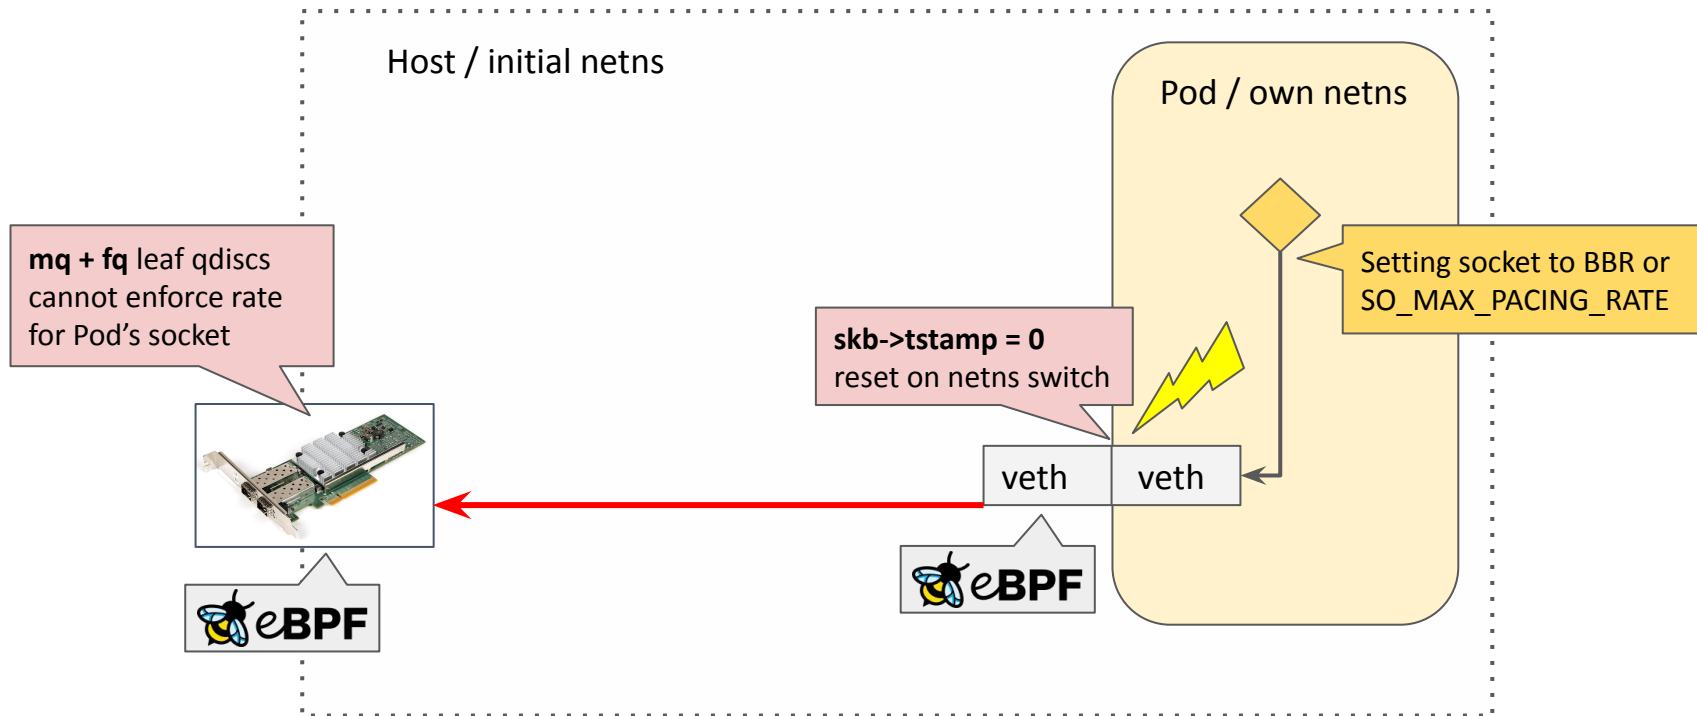 Host / initial netns
Pod / own netns
mq + fq leaf qdiscs
cannot enforce rate
for Pod’s socket
Setting socket to BBR or
SO_MAX_PACING_RATE
skb->tstamp = 0
reset on netns switch
veth
veth
eBPF
eBPF